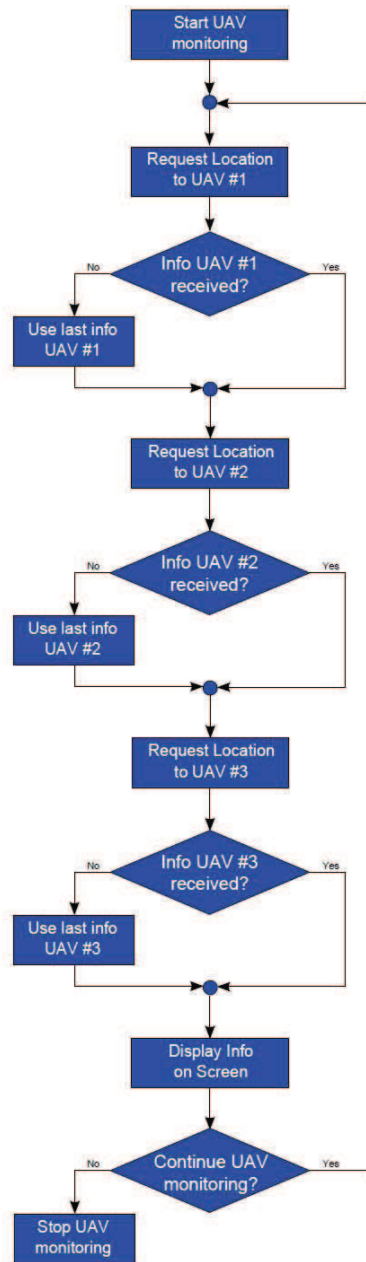 Start UAV
monitoring
Request Location
to UAV #1
Info UAV #1
received?
No
Yes
Use last info
UAV #1
Request Location
to UAV #2
Info UAV #2
received?
No
Yes
Use last info
UAV #2
Request Location
to UAV #3
Info UAV #3
received?
No
Yes
Use last info
UAV #3
Display Info
on Screen
Continue UAV
monitoring?
No
Yes
Stop UAV
monitoring